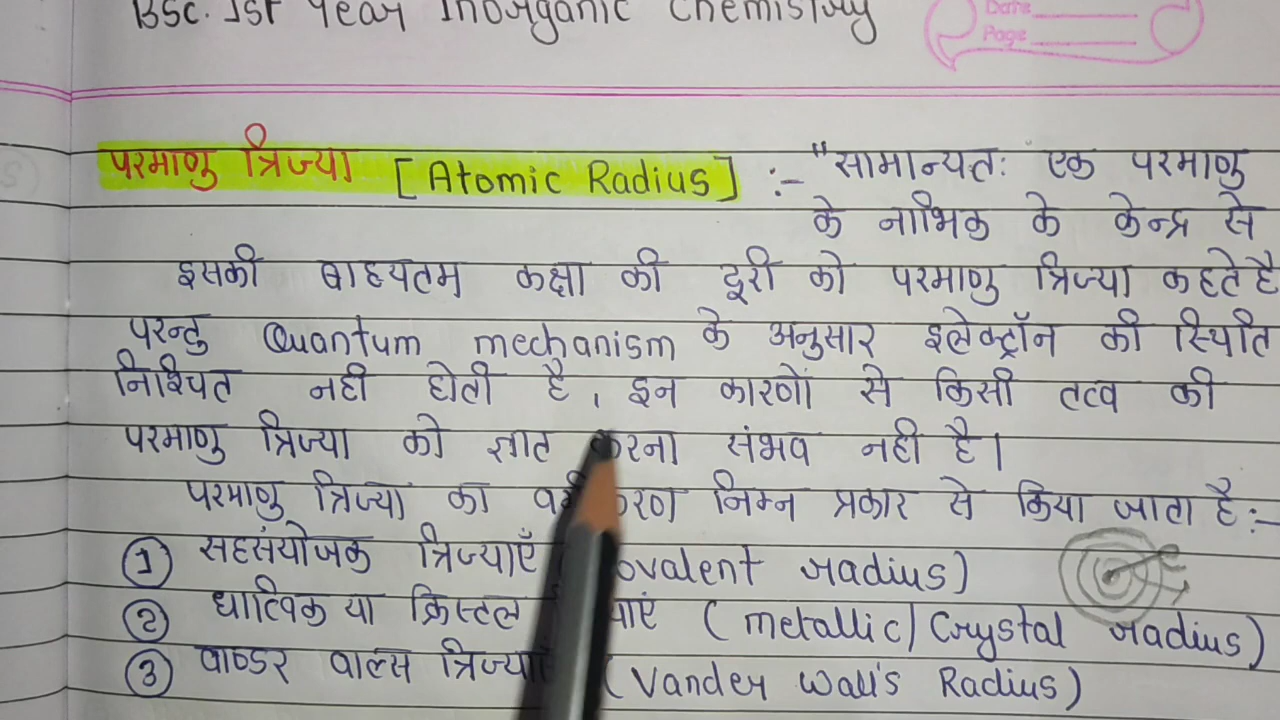 BSc. 1st Year Inorganic Chemistry
Date
Page
परमाणु त्रिज्या [Atomic Radius] :- "सामान्यतः एक परमाणु
के नाभिक के केन्द्र से
इसकी बाह्यतम कक्षा की दूरी को परमाणु त्रिज्या कहते है
परन्तु Quantum mechanism के अनुसार इलेक्ट्रॉन की स्थिति
निश्चित नही होती है, इन कारणों से किसी तत्व की
परमाणु त्रिज्या को ज्ञात करना संभव नही है।
परमाणु त्रिज्या का निम्न प्रकार से किया जाता है:-
① सहसंयोजक त्रिज्याएँ ovalent radius)
② धात्विक या क्रिस्टल (metallic/Crystal radius)
③ वाण्डर वाल्स (Vander Wall's Radius)